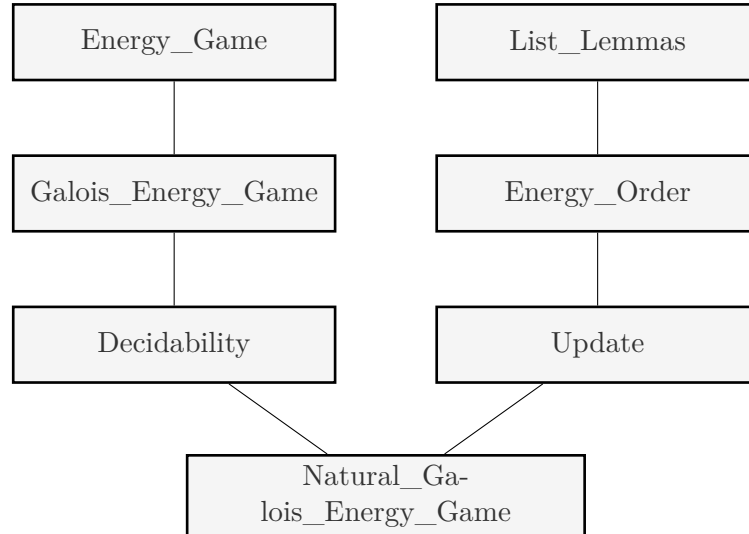 Energy_Game
List_Lemmas
Galois_Energy_Game
Energy_Order
Decidability
Update
Natural_Ga-
lois_Energy_Game